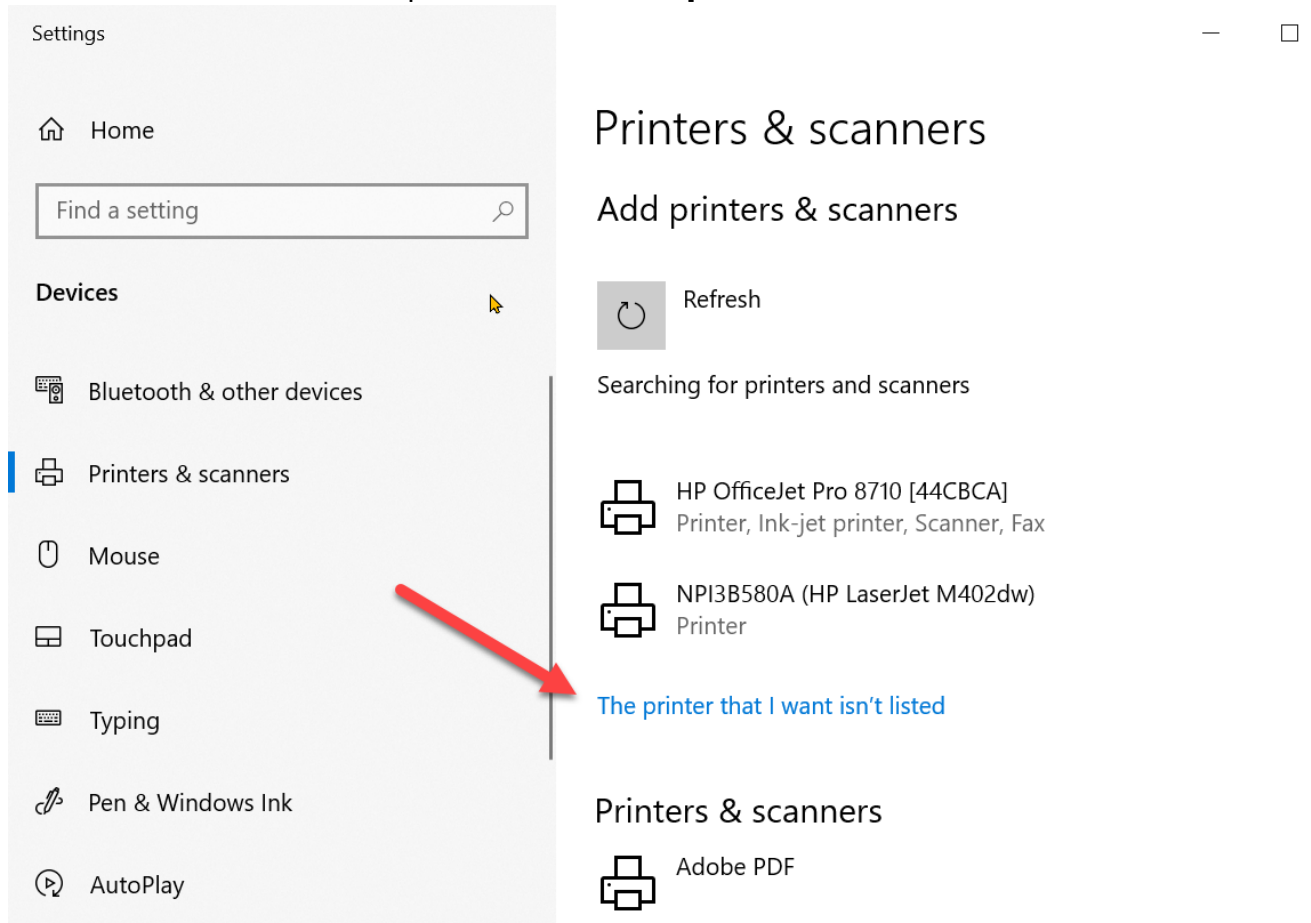 Settings
Home
Find a setting
Devices
Bluetooth & other devices
Printers & scanners
Mouse
Touchpad
Typing
Pen & Windows Ink
AutoPlay
Printers & scanners
Add printers & scanners
Refresh
Searching for printers and scanners
HP OfficeJet Pro 8710 [44CBCA]
Printer, Ink-jet printer, Scanner, Fax
NPI3B580A (HP LaserJet M402dw)
Printer
The printer that I want isn't listed
Printers & scanners
Adobe PDF